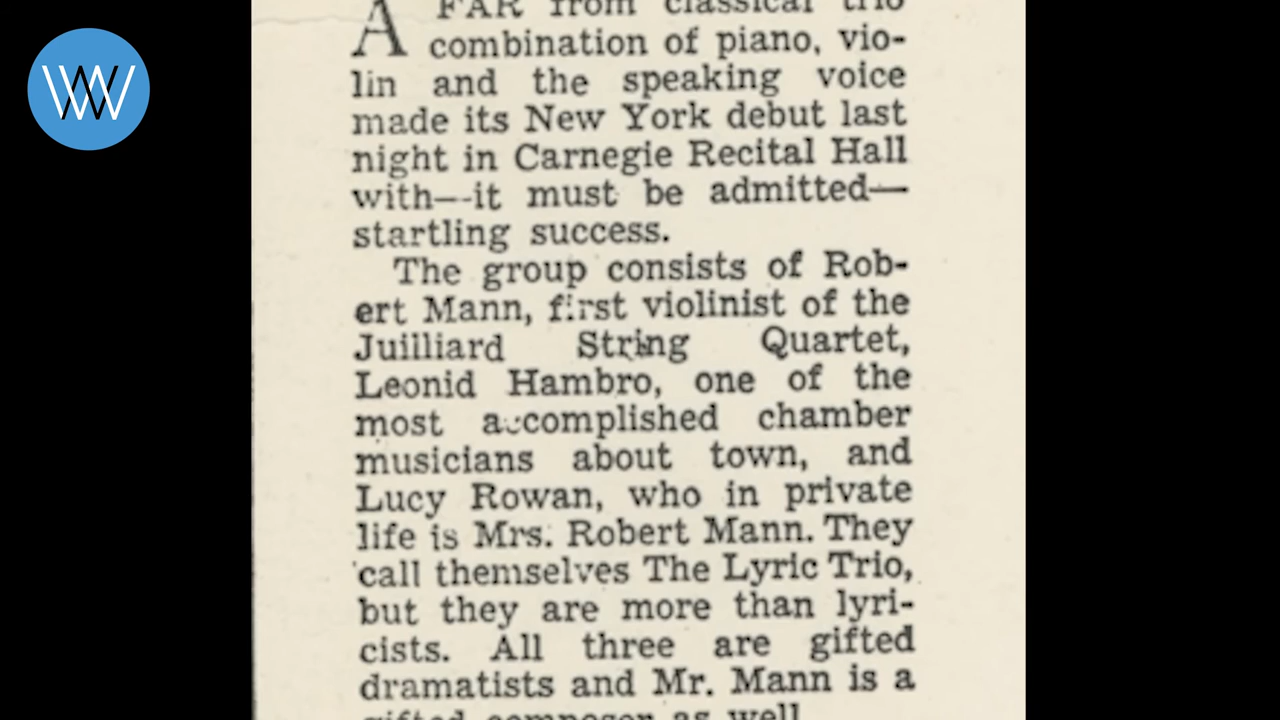 W
A FAR from classical trio
combination of piano, vio-
lin and the speaking voice
made its New York debut last
night in Carnegie Recital Hall
with--it must be admitted—
startling success.
The group consists of Rob-
ert Mann, first violinist of the
Juilliard String Quartet,
Leonid Hambro, one of the
most accomplished chamber
musicians about town, and
Lucy Rowan, who in private
life is Mrs. Robert Mann. They
call themselves The Lyric Trio,
but they are more than lyri-
cists. All three are gifted
dramatists and Mr. Mann is a
gifted composer as well.